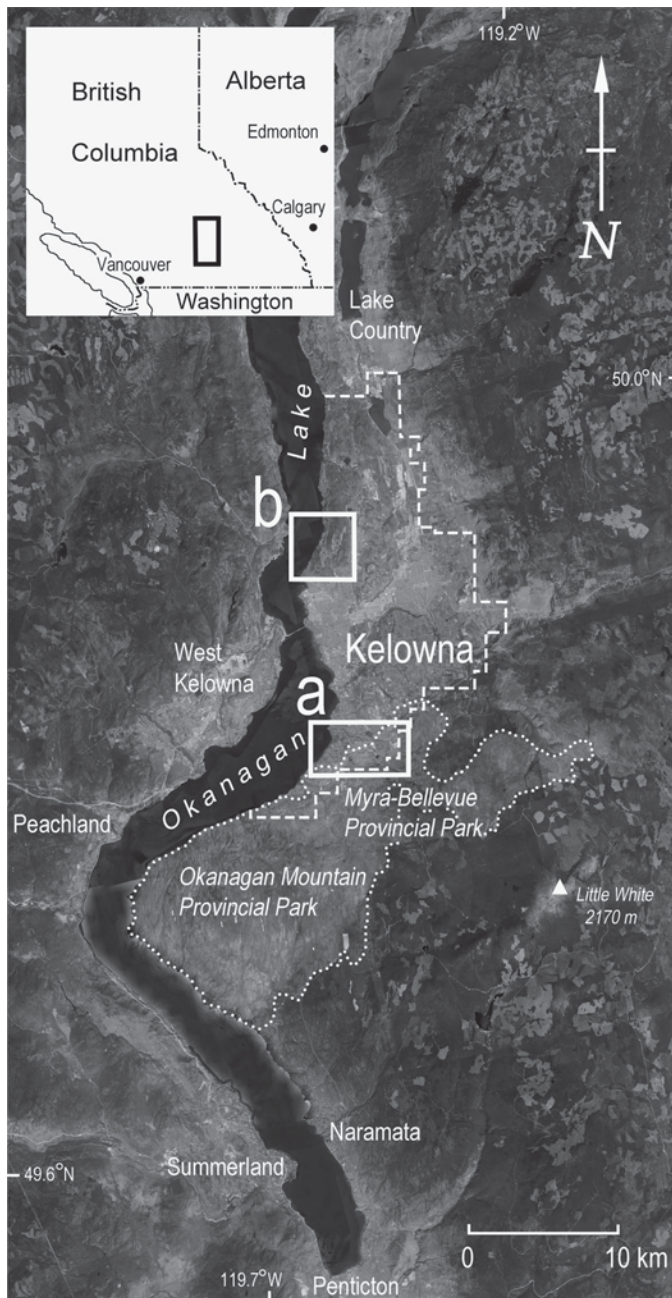 119.2°W
British
Columbia
Alberta
Edmonton
Calgary
Vancouver
Washington
N
Lake
Country
50.0°N
Lake
b
West
Kelowna
Kelowna
a
Okanagan
Peachland
Myra-Bellevue
Provincial Park
Okanagan Mountain
Provincial Park
Little White
2170 m
Naramata
Summerland
49.6°N
0 10 km
119.7°W
Penticton